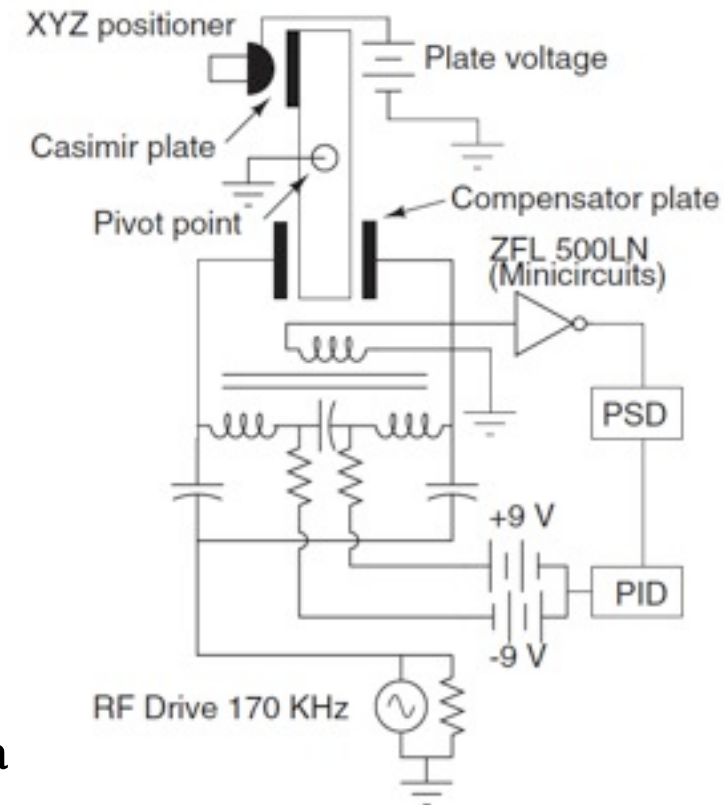 XYZ positioner
Plate voltage
Casimir plate
Pivot point
Compensator plate
ZFL 500LN
(Minicircuits)
PSD
+9 V
PID
-9 V
RF Drive 170 KHz
a